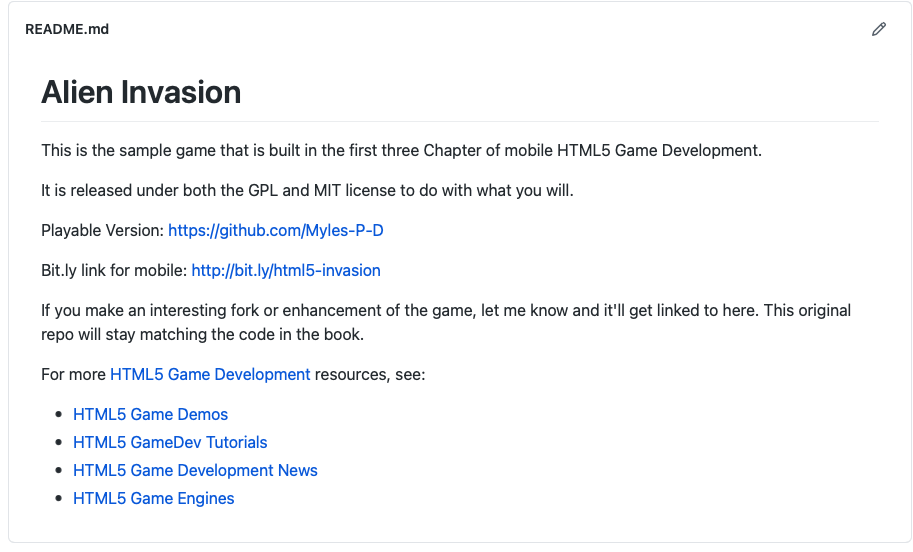 README.md
Alien Invasion
This is the sample game that is built in the first three Chapter of mobile HTML5 Game Development.
It is released under both the GPL and MIT license to do with what you will.
Playable Version: https://github.com/Myles-P-D
Bit.ly link for mobile: http://bit.ly/html5-invasion
If you make an interesting fork or enhancement of the game, let me know and it'll get linked to here. This original
repo will stay matching the code in the book.
For more HTML5 Game Development resources, see:
• HTML5 Game Demos
• HTML5 GameDev Tutorials
• HTML5 Game Development News
• HTML5 Game Engines